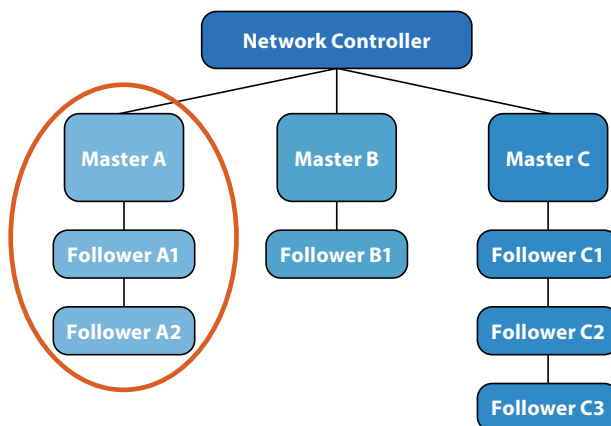 Network Controller
Master A
Master B
Master C
Follower A1
Follower B1
Follower C1
Follower A2
Follower C2
Follower C3